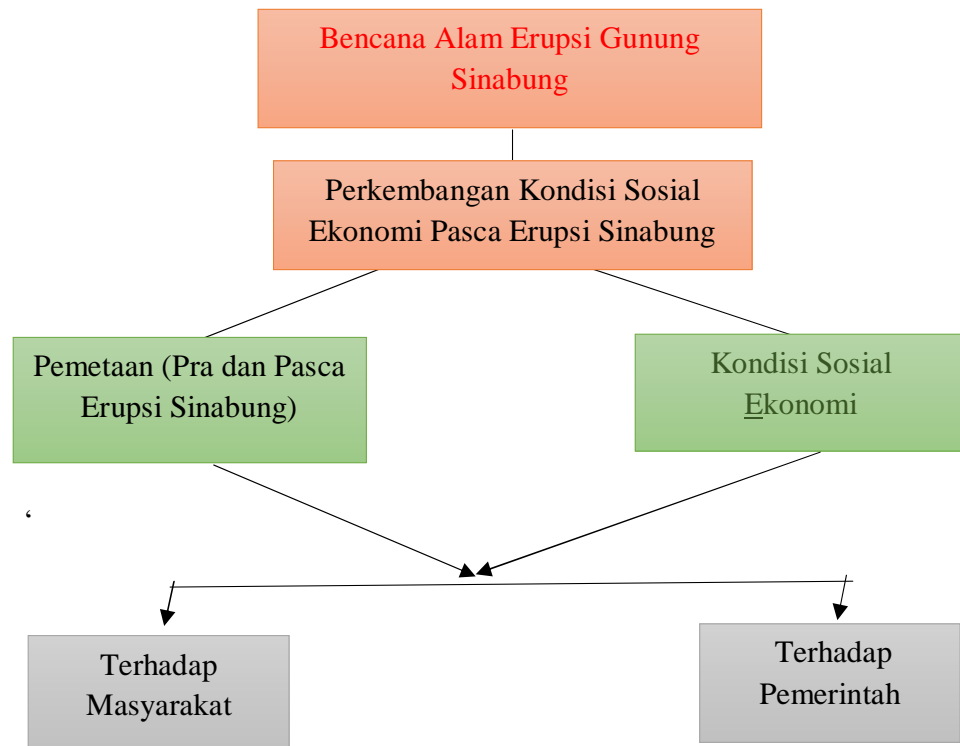 Bencana Alam Erupsi Gunung
Sinabung
Perkembangan Kondisi Sosial
Ekonomi Pasca Erupsi Sinabung
Pemetaan (Pra dan Pasca
Erupsi Sinabung)
Kondisi Sosial
Ekonomi
‘
Terhadap
Masyarakat
Terhadap
Pemerintah